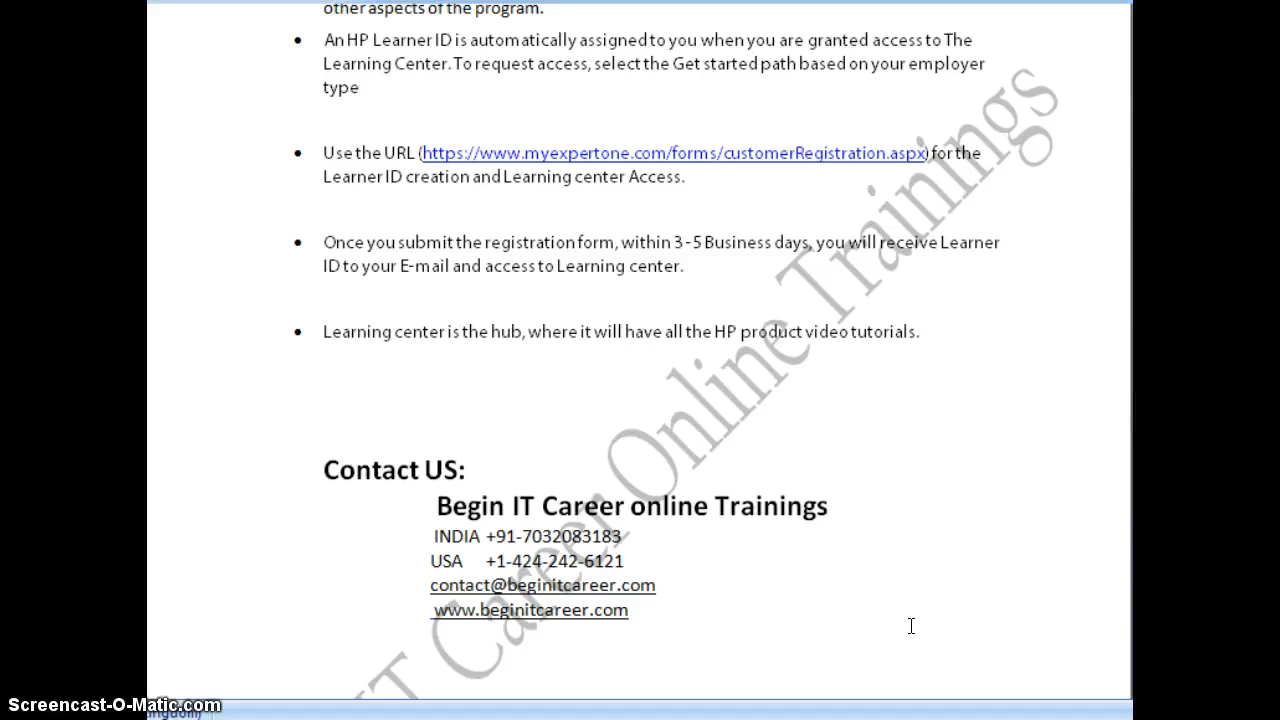 other aspects of the program.
• An HP Learner ID is automatically assigned to you when you are granted access to The
Learning Center. To request access, select the Get started path based on your employer
type
• Use the URL (https://www.myexpertone.com/forms/customerRegistration.aspx) for the
Learner ID creation and Learning center Access.
• Once you submit the registration form, within 3-5 Business days, you will receive Learner
ID to your E-mail and access to Learning center.
• Learning center is the hub, where it will have all the HP product video tutorials.
Contact US:
Begin IT Career online Trainings
INDIA +91-7032083183
USA +1-424-242-6121
contact@beginitcareer.com
www.beginitcareer.com
IT Career Online Trainings
Screencast-O-Matic.com